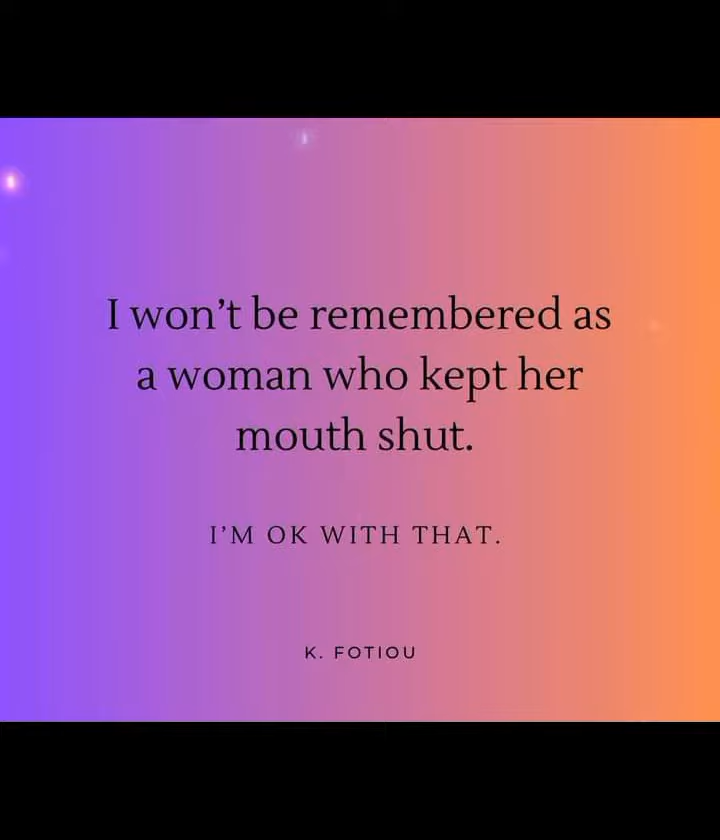 I won’t be remembered as
a woman who kept her
mouth shut.
I’M OK WITH THAT.
K. FOTIOU